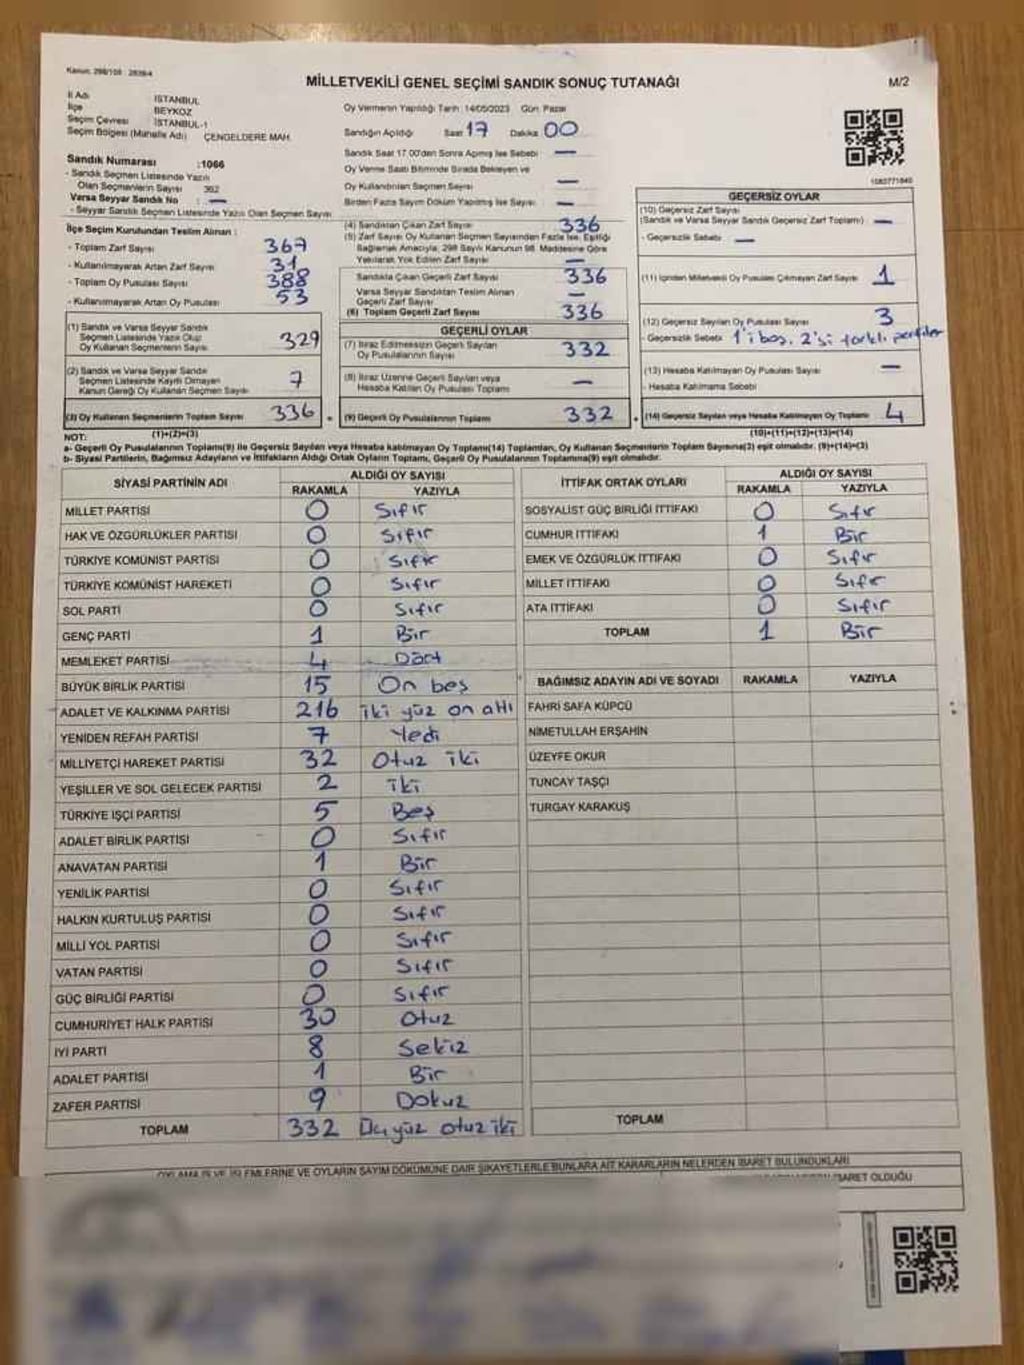 Kanun: 298/105 2839/4
MİLLETVEKİLİ GENEL SEÇİMİ SANDIK SONUÇ TUTANAĞI
M/2
İl Adı İSTANBUL
İlçe BEYKOZ
Seçim Çevresi İSTANBUL-1
Seçim Bölgesi (Mahalle Adı) ÇENGELDERE MAH.
Sandık Numarası :1066
- Sandık Seçmen Listesinde Yazılı
Olan Seçmenlerin Sayısı 362
Varsa Seyyar Sandık No : —
- Seyyar Sandık Seçmen Listesinde Yazılı Olan Seçmen Sayısı
İlçe Seçim Kurulundan Teslim Alınan :
- Toplam Zarf Sayısı 367
- Kullanılmayarak Artan Zarf Sayısı 31
- Toplam Oy Pusulası Sayısı 388
- Kullanılmayarak Artan Oy Pusulası 53
(1) Sandık ve Varsa Seyyar Sandık
Seçmen Listesinde Yazılı Olup
Oy Kullanan Seçmenlerin Sayısı 329
(2) Sandık ve Varsa Seyyar Sandık
Seçmen Listesinde Kayıtlı Olmayan
Kanun Gereği Oy Kullanan Seçmen Sayısı 7
(3) Oy Kullanan Seçmenlerin Toplam Sayısı 336
(1)+(2)=(3)
Oy Vermenin Yapıldığı Tarih: 14/05/2023 Gün: Pazar
Sandığın Açıldığı Saat 17 Dakika 00
Sandık Saat 17.00'den Sonra Açılmış İse Sebebi —
Oy Verme Saati Bitiminde Sırada Bekleyen ve
Oy Kullandırılan Seçmen Sayısı —
Birden Fazla Sayım Döküm Yapılmış İse Sayısı —
(4) Sandıktan Çıkan Zarf Sayısı 336
(5) Zarf Sayısı Oy Kullanan Seçmen Sayısından Fazla İse, Eşitliği
Sağlamak Amacıyla, 298 Sayılı Kanunun 98. Maddesine Göre
Yakılarak Yok Edilen Zarf Sayısı —
Sandıkta Çıkan Geçerli Zarf Sayısı 336
Varsa Seyyar Sandıktan Teslim Alınan
Geçerli Zarf Sayısı —
(6) Toplam Geçerli Zarf Sayısı 336
GEÇERLİ OYLAR
(7) İtiraz Edilmeksizin Geçerli Sayılan
Oy Pusulalarının Sayısı 332
(8) İtiraz Üzerine Geçerli Sayılan veya
Hesaba Katılan Oy Pusulası Toplamı —
(9) Geçerli Oy Pusulalarının Toplamı 332
1082771840
GEÇERSİZ OYLAR
(10) Geçersiz Zarf Sayısı
(Sandık ve Varsa Seyyar Sandık Geçersiz Zarf Toplamı) —
- Geçersizlik Sebebi —
(11) İçinden Milletvekili Oy Pusulası Çıkmayan Zarf Sayısı 1
(12) Geçersiz Sayılan Oy Pusulası Sayısı 3
- Geçersizlik Sebebi 1'i boş, 2'si farklı partiler
(13) Hesaba Katılmayan Oy Pusulası Sayısı —
- Hesaba Katılmama Sebebi
(14) Geçersiz Sayılan veya Hesaba Katılmayan Oy Toplamı 4
(10)+(11)+(12)+(13)=(14)
NOT:
a- Geçerli Oy Pusulalarının Toplamı(9) ile Geçersiz Sayılan veya Hesaba katılmayan Oy Toplamı(14) Toplamları, Oy Kullanan Seçmenlerin Toplam Sayısına(3) eşit olmalıdır. (9)+(14)=(3)
b- Siyasi Partilerin, Bağımsız Adayların ve İttifakların Aldığı Ortak Oyların Toplamı, Geçerli Oy Pusulalarının Toplamına(9) eşit olmalıdır.
SİYASİ PARTİNİN ADI ALDIĞI OY SAYISI
RAKAMLA YAZIYLA
MİLLET PARTİSİ 0 Sıfır
HAK VE ÖZGÜRLÜKLER PARTİSİ 0 Sıfır
TÜRKİYE KOMÜNİST PARTİSİ 0 Sıfır
TÜRKİYE KOMÜNİST HAREKETİ 0 Sıfır
SOL PARTİ 0 Sıfır
GENÇ PARTİ 1 Bir
MEMLEKET PARTİSİ 4 Dört
BÜYÜK BİRLİK PARTİSİ 15 On beş
ADALET VE KALKINMA PARTİSİ 216 iki yüz on altı
YENİDEN REFAH PARTİSİ 7 Yedi
MİLLİYETÇİ HAREKET PARTİSİ 32 Otuz iki
YEŞİLLER VE SOL GELECEK PARTİSİ 2 iki
TÜRKİYE İŞÇİ PARTİSİ 5 Beş
ADALET BİRLİK PARTİSİ 0 Sıfır
ANAVATAN PARTİSİ 1 Bir
YENİLİK PARTİSİ 0 Sıfır
HALKIN KURTULUŞ PARTİSİ 0 Sıfır
MİLLİ YOL PARTİSİ 0 Sıfır
VATAN PARTİSİ 0 Sıfır
GÜÇ BİRLİĞİ PARTİSİ 0 Sıfır
CUMHURİYET HALK PARTİSİ 30 Otuz
İYİ PARTİ 8 Sekiz
ADALET PARTİSİ 1 Bir
ZAFER PARTİSİ 9 Dokuz
TOPLAM 332 Üçyüz otuz iki
İTTİFAK ORTAK OYLARI ALDIĞI OY SAYISI
RAKAMLA YAZIYLA
SOSYALİST GÜÇ BİRLİĞİ İTTİFAKI 0 Sıfır
CUMHUR İTTİFAKI 1 Bir
EMEK VE ÖZGÜRLÜK İTTİFAKI 0 Sıfır
MİLLET İTTİFAKI 0 Sıfır
ATA İTTİFAKI 0 Sıfır
TOPLAM 1 Bir
BAĞIMSIZ ADAYIN ADI VE SOYADI RAKAMLA YAZIYLA
FAHRİ SAFA KÜPCÜ
NİMETULLAH ERŞAHİN
ÜZEYFE OKUR
TUNCAY TAŞÇI
TURGAY KARAKUŞ
TOPLAM
OYLAMA İŞ VE İŞLEMLERİNE VE OYLARIN SAYIM DÖKÜMÜNE DAİR ŞİKAYETLERLE BUNLARA AİT KARARLARIN NELERDEN İBARET BULUNDUKLARI
İBARET OLDUĞU